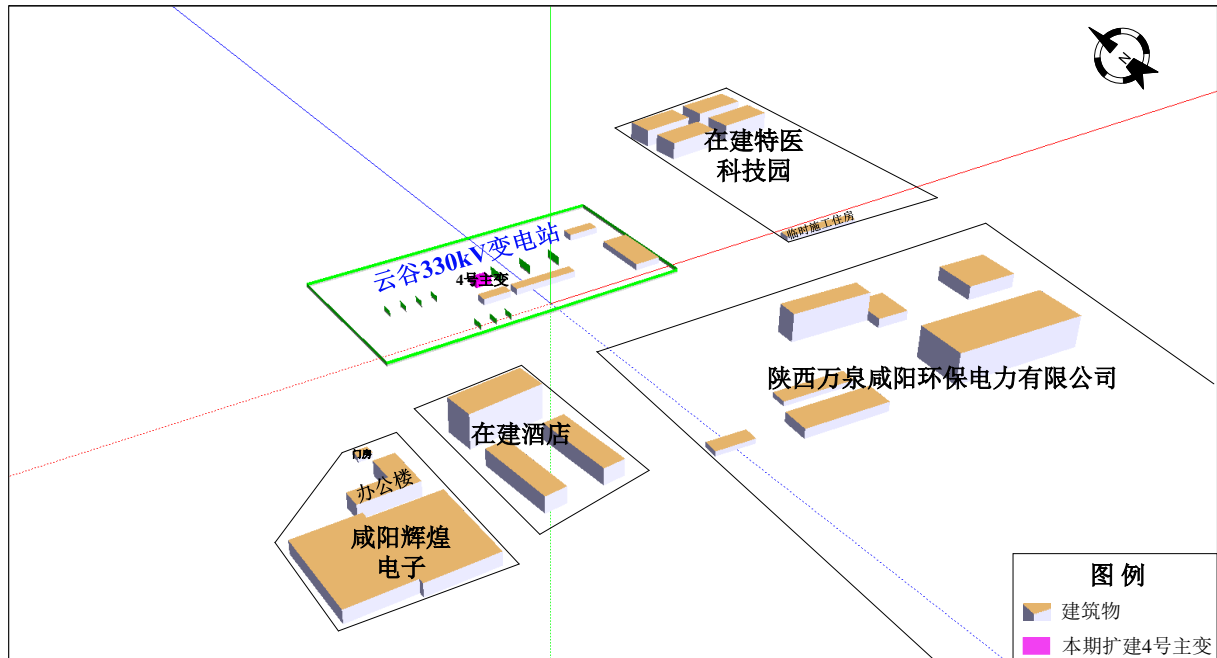 N
在建特医
科技园
临时施工住房
云谷330kV变电站
4号主变
陕西万泉咸阳环保电力有限公司
在建酒店
门房
办公楼
咸阳辉煌
电子
图 例
建筑物
本期扩建4号主变